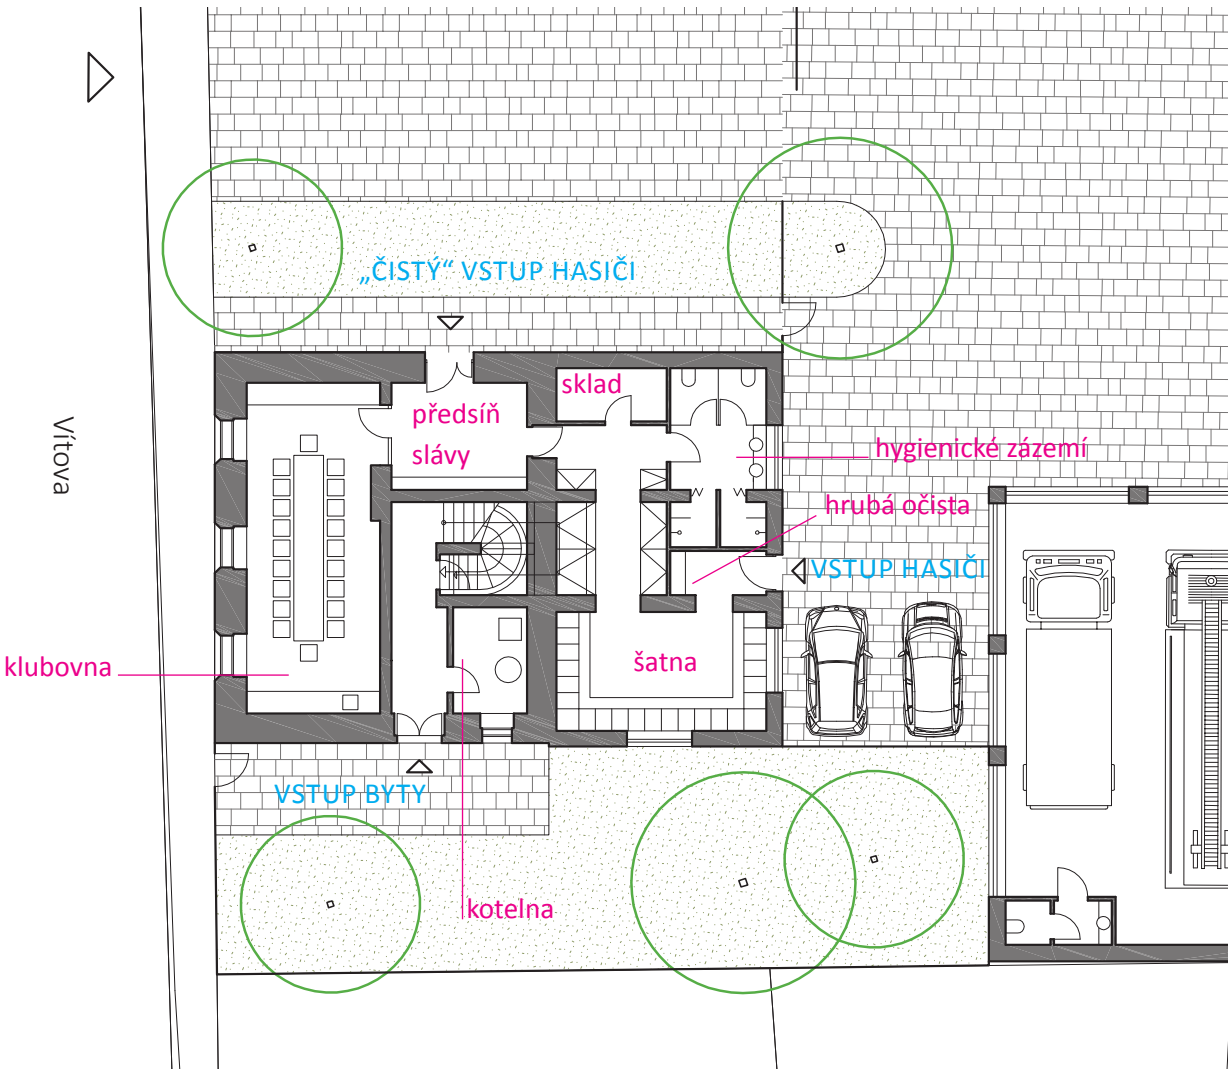 „ČISTÝ“ VSTUP HASIČI
sklad
předsíň
slávy
Vítova
hygienické zázemí
hrubá očista
VSTUP HASIČI
klubovna
šatna
VSTUP BYTY
kotelna